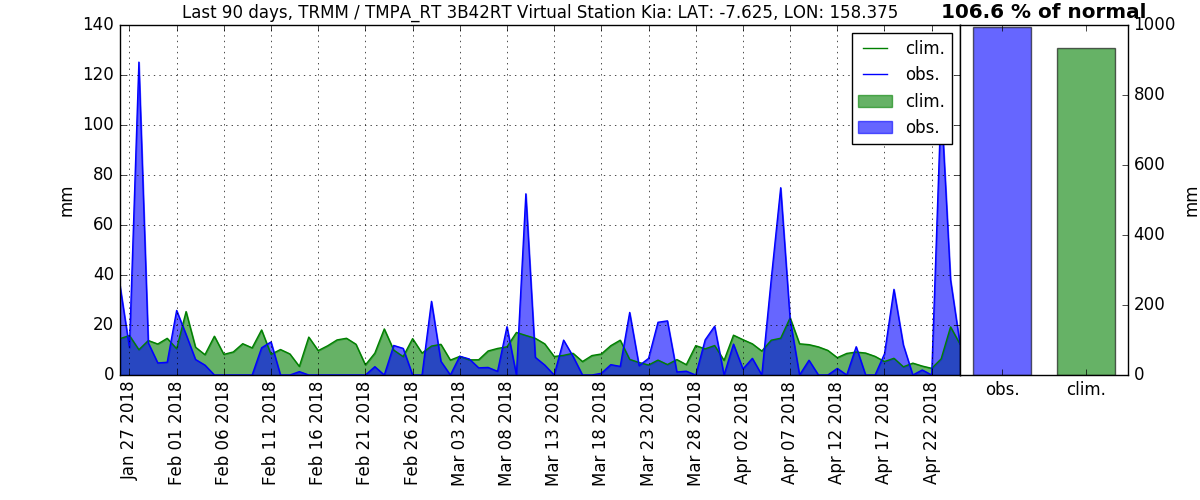 Last 90 days, TRMM / TMPA_RT 3B42RT Virtual Station Kia: LAT: -7.625, LON: 158.375
106.6 % of normal
140
120
100
80
60
40
20
0
mm
clim.
obs.
clim.
obs.
1000
800
600
400
200
0
mm
Jan 27 2018
Feb 01 2018
Feb 06 2018
Feb 11 2018
Feb 16 2018
Feb 21 2018
Feb 26 2018
Mar 03 2018
Mar 08 2018
Mar 13 2018
Mar 18 2018
Mar 23 2018
Mar 28 2018
Apr 02 2018
Apr 07 2018
Apr 12 2018
Apr 17 2018
Apr 22 2018
obs.
clim.